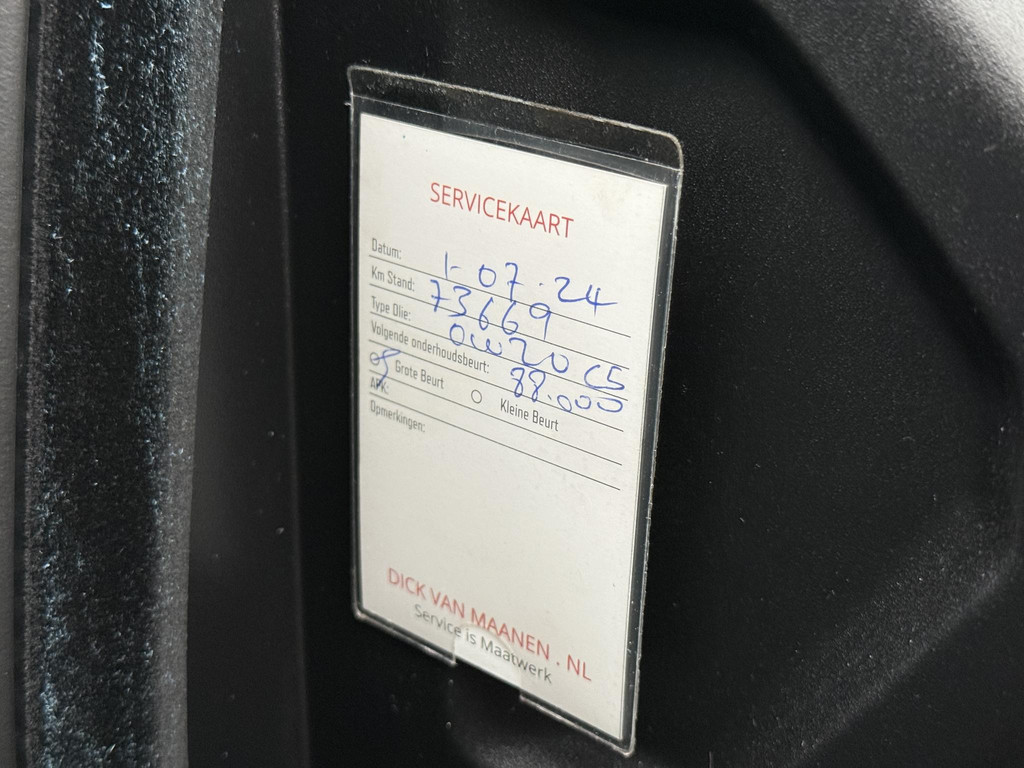 SERVICEKAART
Datum: 1-07.24
Km Stand: 73669
Type Olie: 0W20 C5
Volgende onderhoudsbeurt: 88.000
Grote Beurt Kleine Beurt
APK:
Opmerkingen:
DICK VAN MAANEN . NL
Service is Maatwerk